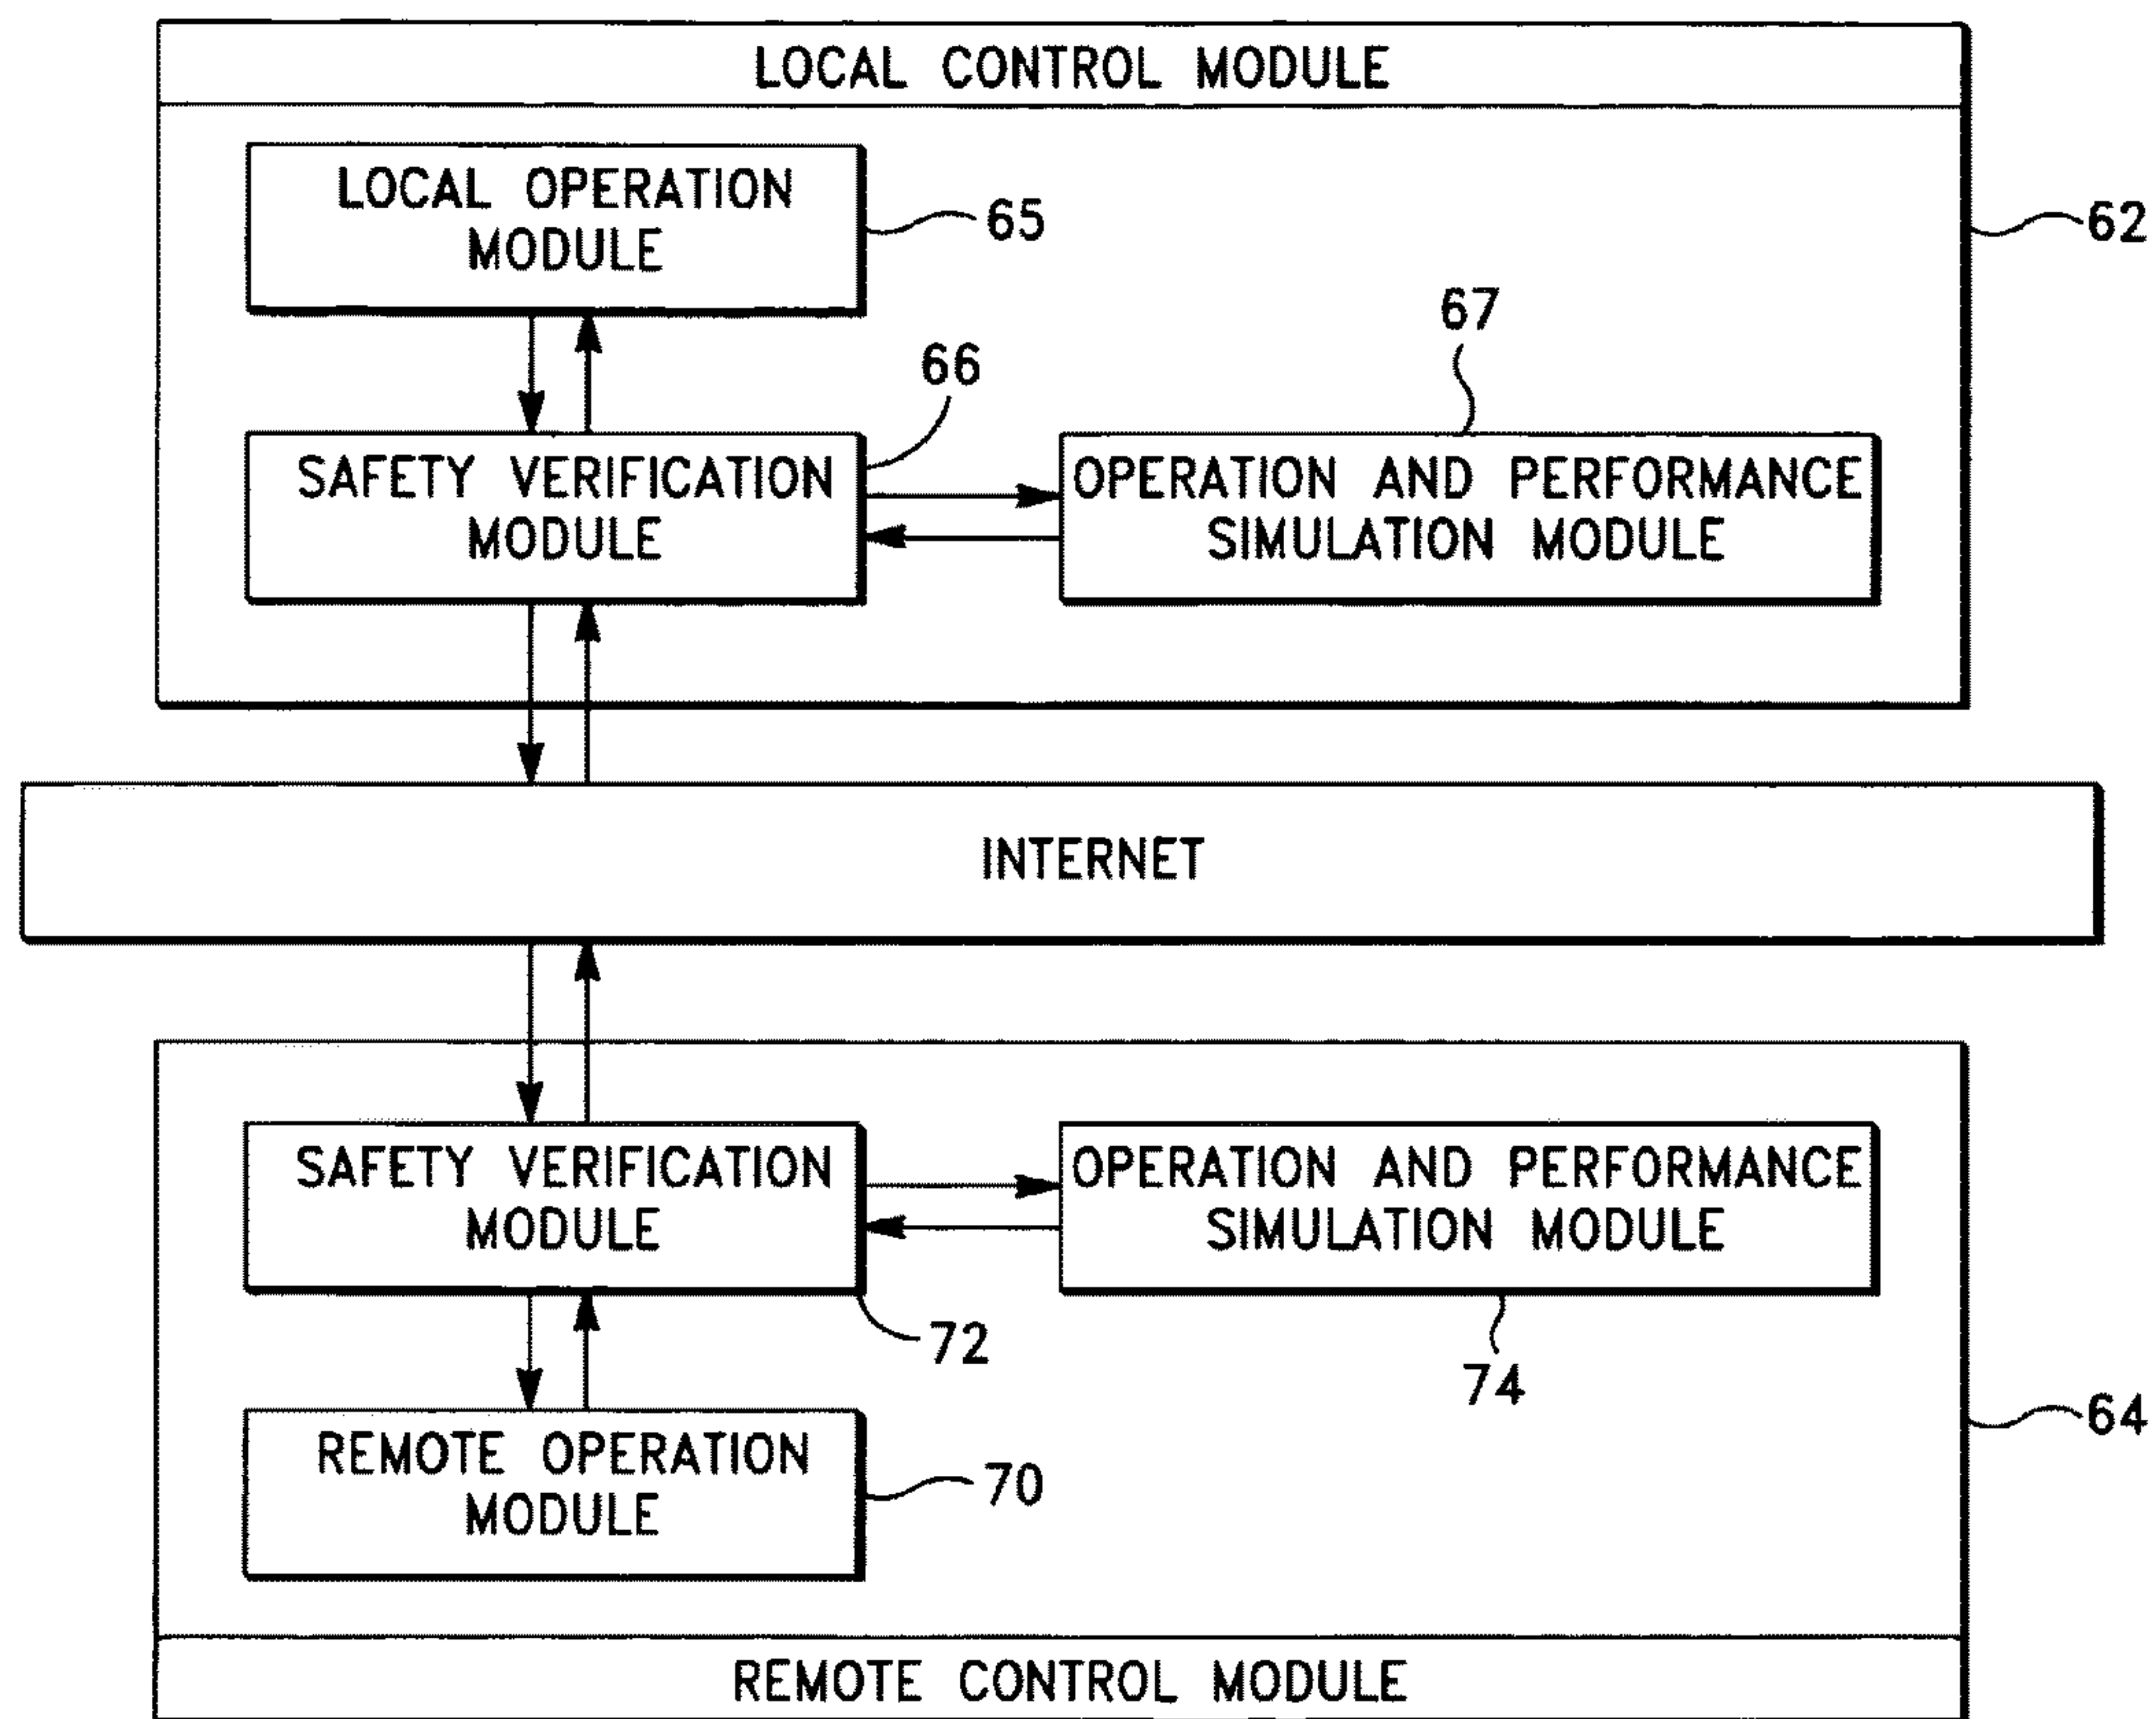 LOCAL CONTROL MODULE
LOCAL OPERATION
MODULE
65
62
67
66
SAFETY VERIFICATION
MODULE
OPERATION AND PERFORMANCE
SIMULATION MODULE
INTERNET
SAFETY VERIFICATION
MODULE
OPERATION AND PERFORMANCE
SIMULATION MODULE
72
74
64
REMOTE OPERATION
MODULE
70
REMOTE CONTROL MODULE